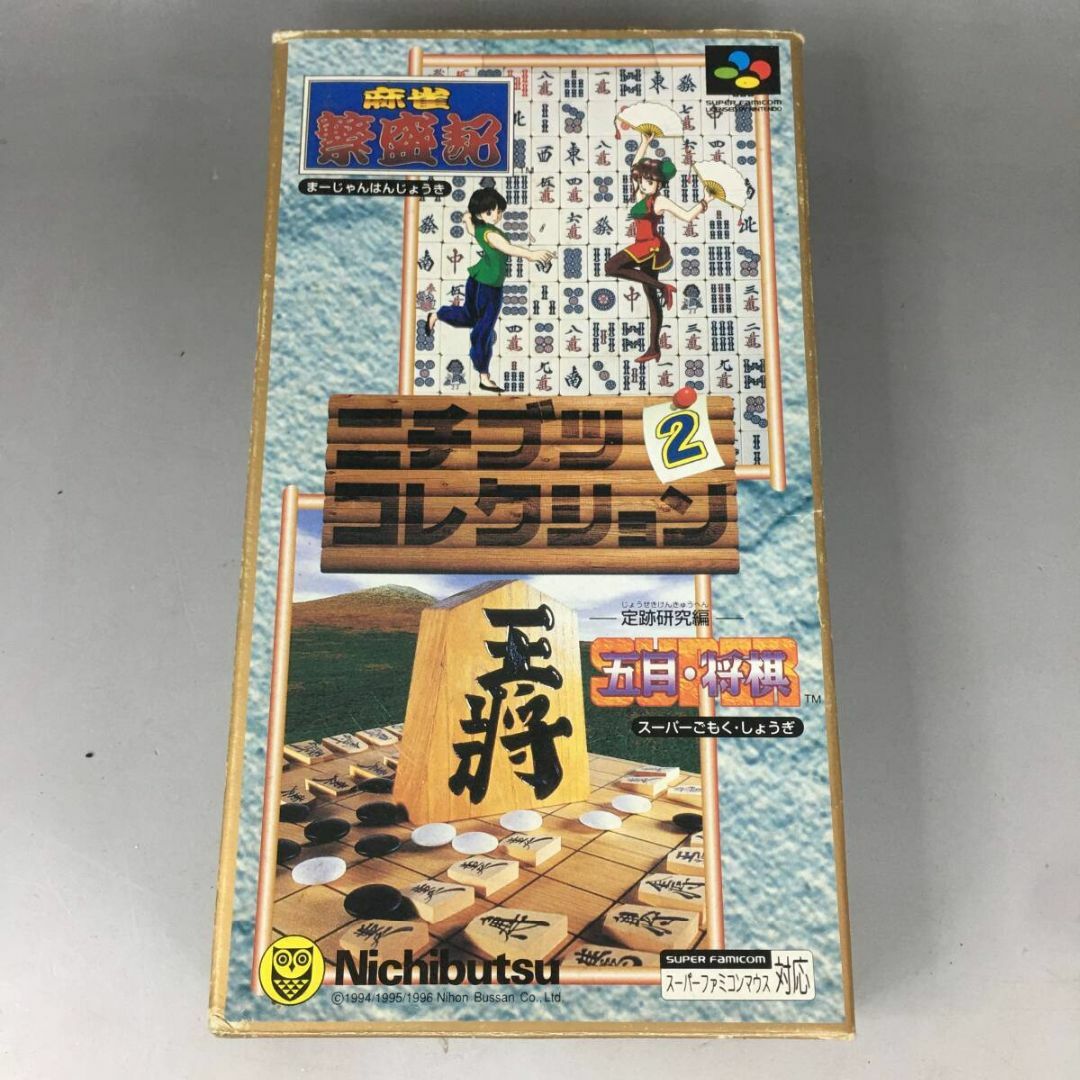 麻雀
繁盛記
TM
まーじゃんはんじょうき
SUPER FAMICOM
LICENSED BY NINTENDO
ニチブツ
2
コレクション
じょうせきけんきゅうへん
定跡研究編
SUPER
五目・将棋
TM
スーパーごもく・しょうぎ
王将
Nichibutsu
©1994/1995/1996 Nihon Bussan Co., Ltd.
SUPER FAMICOM
スーパーファミコンマウス 対応